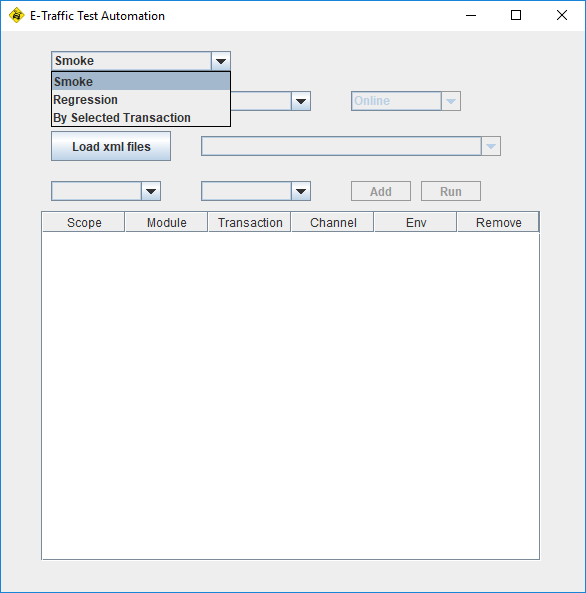 E-Traffic Test Automation
Smoke
Smoke
Regression
By Selected Transaction
Online
Load xml files
Add Run
Scope Module Transaction Channel Env Remove